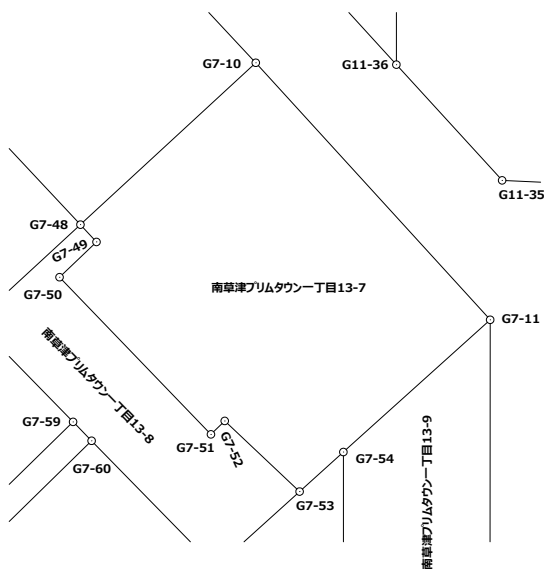 G7-10
G11-36
G11-35
G7-48
G7-49
G7-50
南草津プリムタウン一丁目13-7
G7-11
南草津プリムタウン一丁目13-8
G7-59
G7-60
G7-51
G7-52
G7-54
G7-53
南草津プリムタウン一丁目13-9